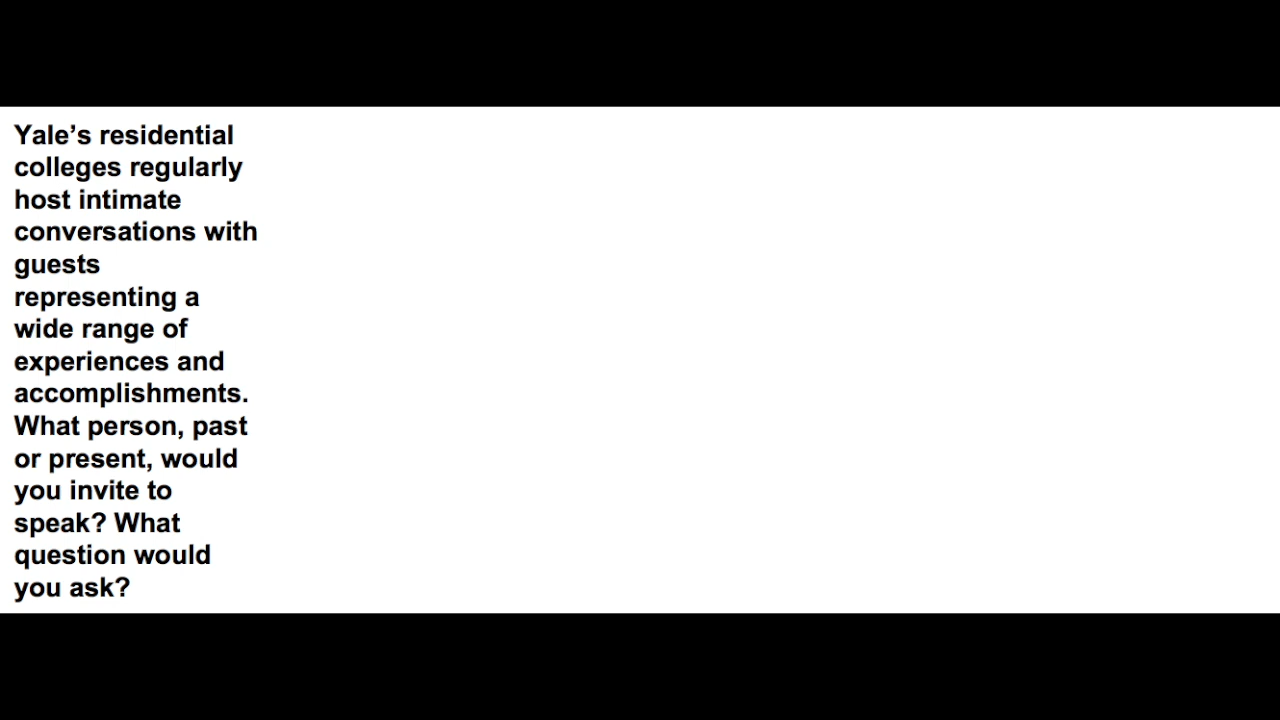 Yale’s residential
colleges regularly
host intimate
conversations with
guests
representing a
wide range of
experiences and
accomplishments.
What person, past
or present, would
you invite to
speak? What
question would
you ask?